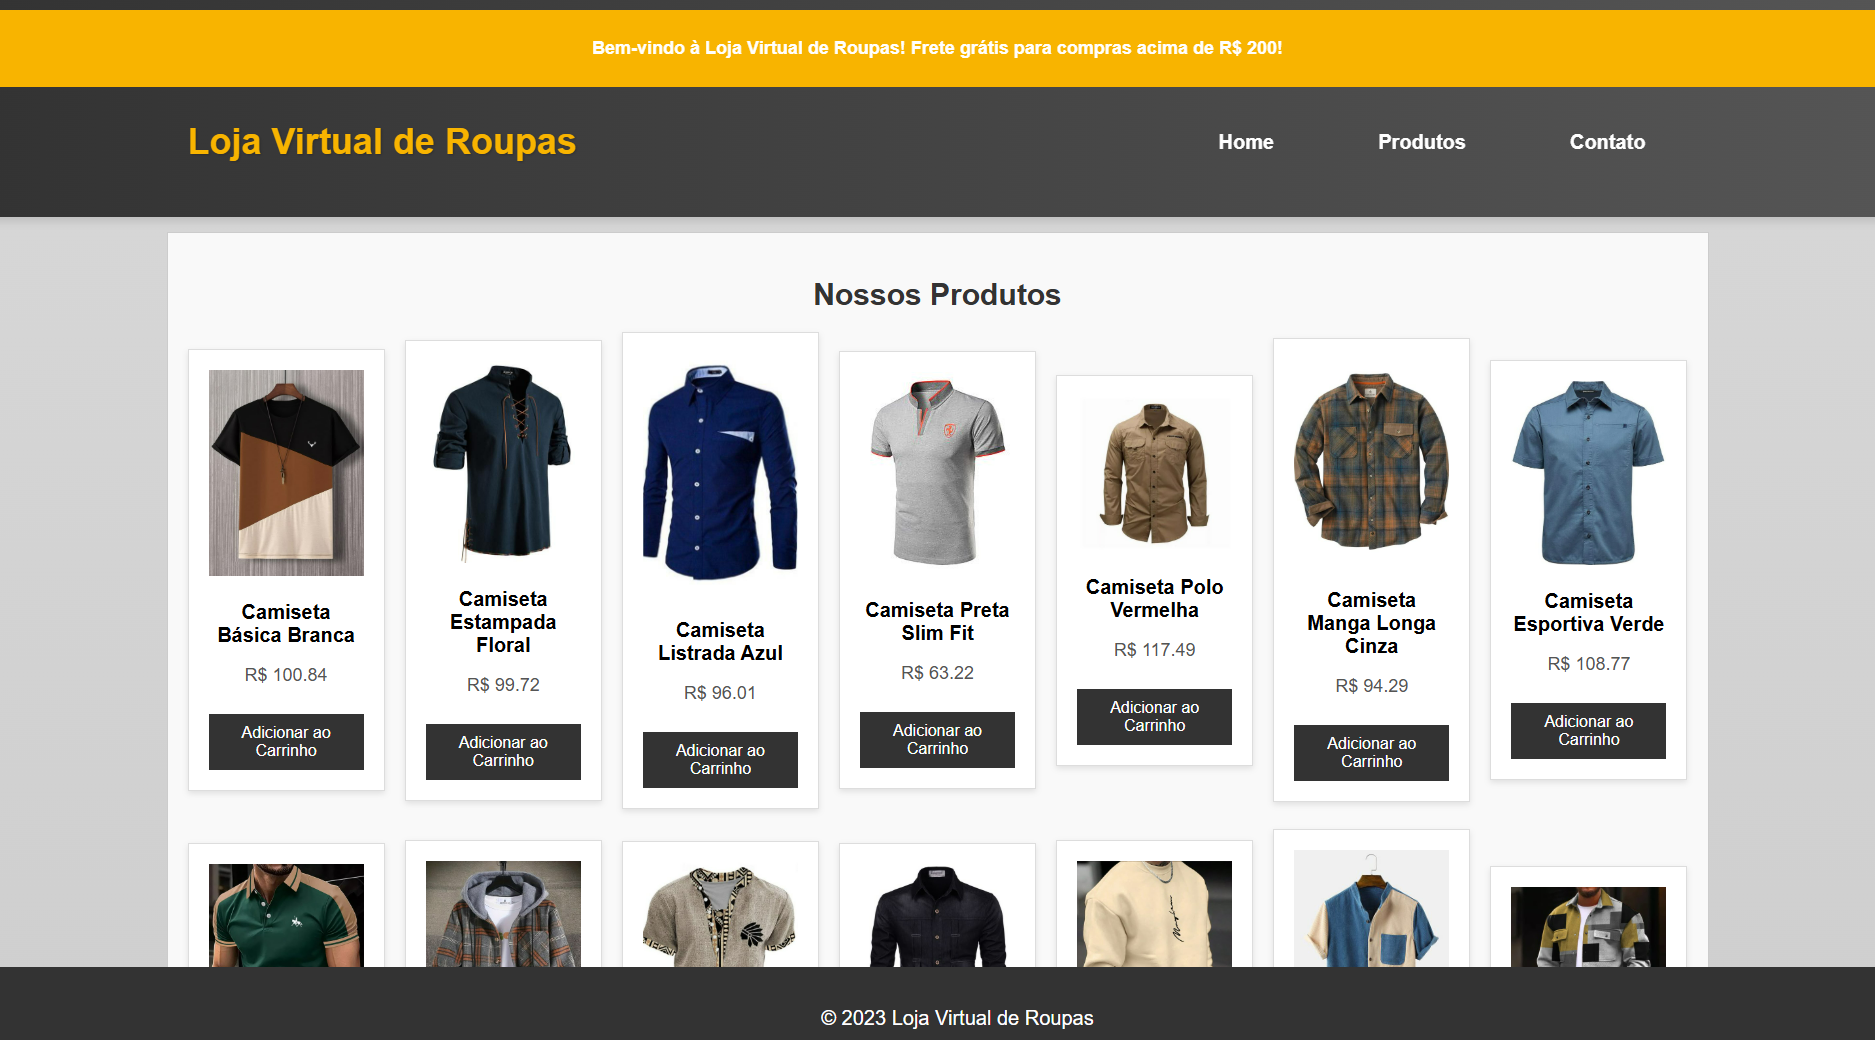 Bem-vindo à Loja Virtual de Roupas! Frete grátis para compras acima de R$ 200!
Loja Virtual de Roupas
Home
Produtos
Contato
Nossos Produtos
Camiseta
Básica Branca
R$ 100.84
Adicionar ao
Carrinho
Camiseta
Estampada
Floral
R$ 99.72
Adicionar ao
Carrinho
Camiseta
Listrada Azul
R$ 96.01
Adicionar ao
Carrinho
Camiseta Preta
Slim Fit
R$ 63.22
Adicionar ao
Carrinho
Camiseta Polo
Vermelha
R$ 117.49
Adicionar ao
Carrinho
Camiseta
Manga Longa
Cinza
R$ 94.29
Adicionar ao
Carrinho
Camiseta
Esportiva Verde
R$ 108.77
Adicionar ao
Carrinho
© 2023 Loja Virtual de Roupas